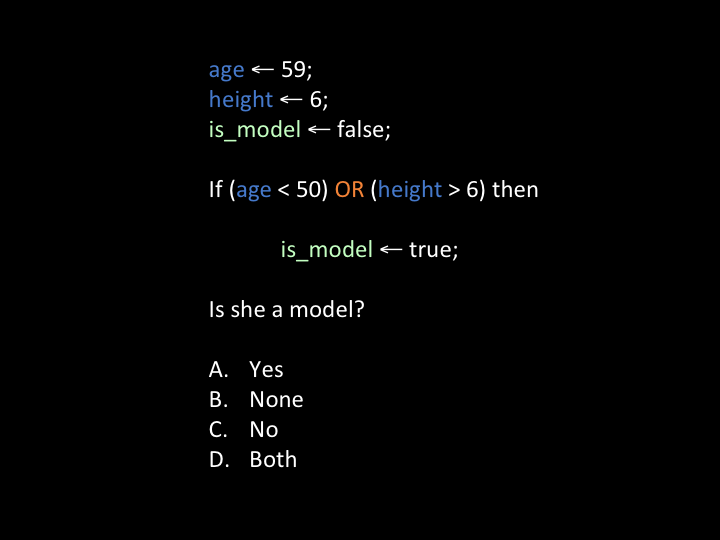 age ← 59;
height ← 6;
is_model ← false;
If (age < 50) OR (height > 6) then
is_model ← true;
Is she a model?
A. Yes
B. None
C. No
D. Both